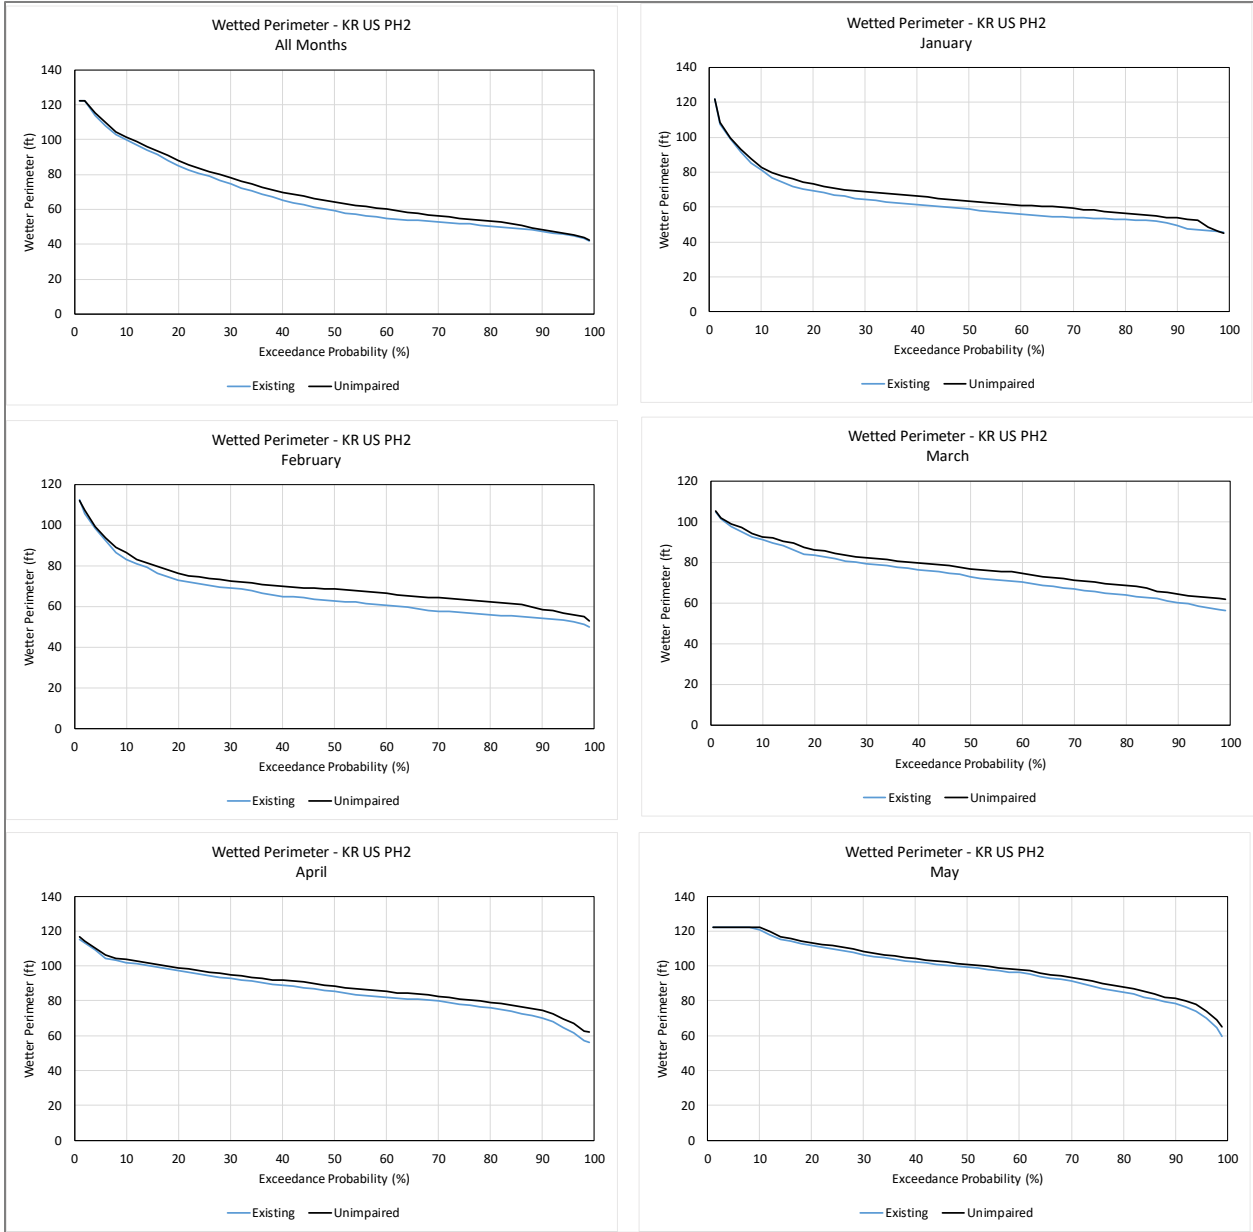 Wetted Perimeter - KR US PH2
All Months
140
120
100
80
60
40
20
0
Wetter Perimeter (ft)
0 10 20 30 40 50 60 70 80 90 100
Exceedance Probability (%)
Existing Unimpaired
Wetted Perimeter - KR US PH2
January
140
120
100
80
60
40
20
0
Wetter Perimeter (ft)
0 10 20 30 40 50 60 70 80 90 100
Exceedance Probability (%)
Existing Unimpaired
Wetted Perimeter - KR US PH2
February
120
100
80
60
40
20
0
Wetter Perimeter (ft)
0 10 20 30 40 50 60 70 80 90 100
Exceedance Probability (%)
Existing Unimpaired
Wetted Perimeter - KR US PH2
March
120
100
80
60
40
20
0
Wetter Perimeter (ft)
0 10 20 30 40 50 60 70 80 90 100
Exceedance Probability (%)
Existing Unimpaired
Wetted Perimeter - KR US PH2
April
140
120
100
80
60
40
20
0
Wetter Perimeter (ft)
0 10 20 30 40 50 60 70 80 90 100
Exceedance Probability (%)
Existing Unimpaired
Wetted Perimeter - KR US PH2
May
140
120
100
80
60
40
20
0
Wetter Perimeter (ft)
0 10 20 30 40 50 60 70 80 90 100
Exceedance Probability (%)
Existing Unimpaired